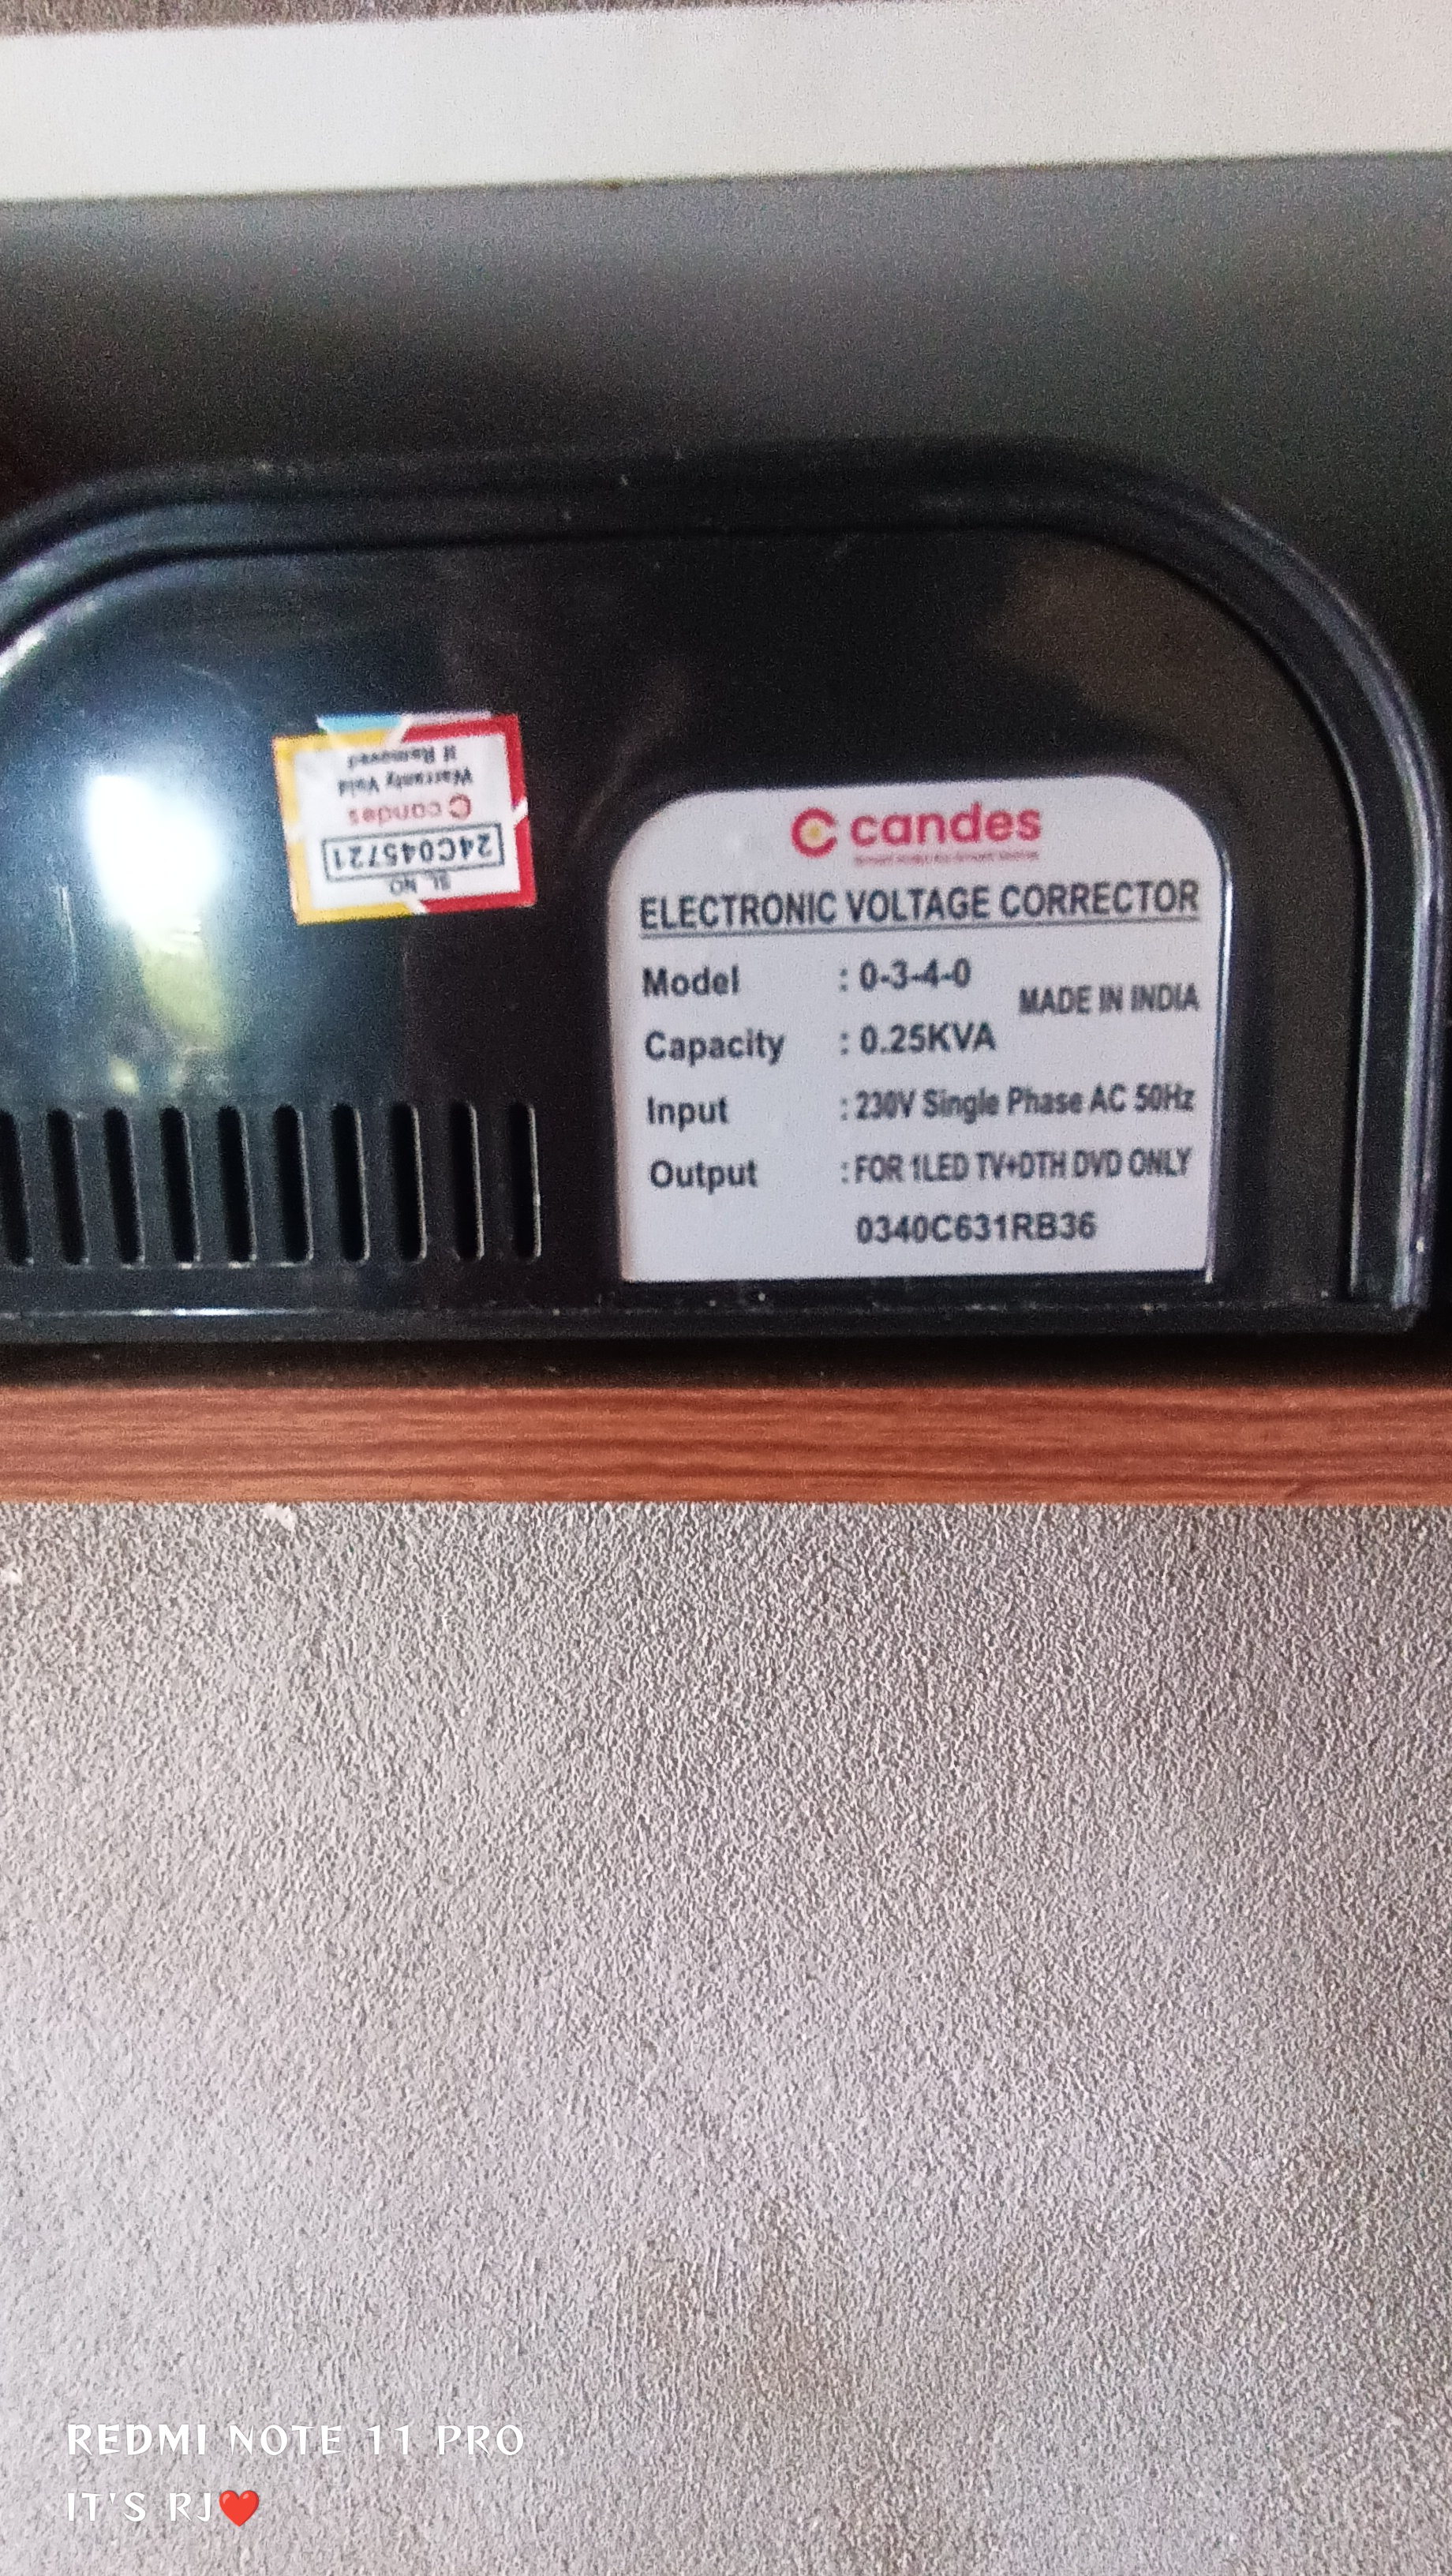 If Removed
Warranty Void
candes
24C045721
SL. NO.
candes
ELECTRONIC VOLTAGE CORRECTOR
Model : 0-3-4-0
MADE IN INDIA
Capacity : 0.25KVA
Input : 230V Single Phase AC 50Hz
Output : FOR 1LED TV+DTH DVD ONLY
0340C631RB36
REDMI NOTE 11 PRO
IT'S RJ❤️